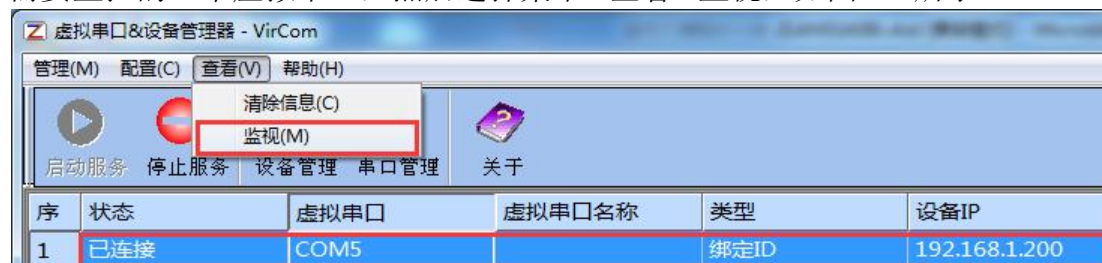 虚拟串口&设备管理器 - VirCom
管理(M) 配置(C) 查看(V) 帮助(H)
清除信息(C)
监视(M)
启动服务 停止服务 设备管理 串口管理 关于
序 状态 虚拟串口 虚拟串口名称 类型 设备IP
1 已连接 COM5 绑定ID 192.168.1.200